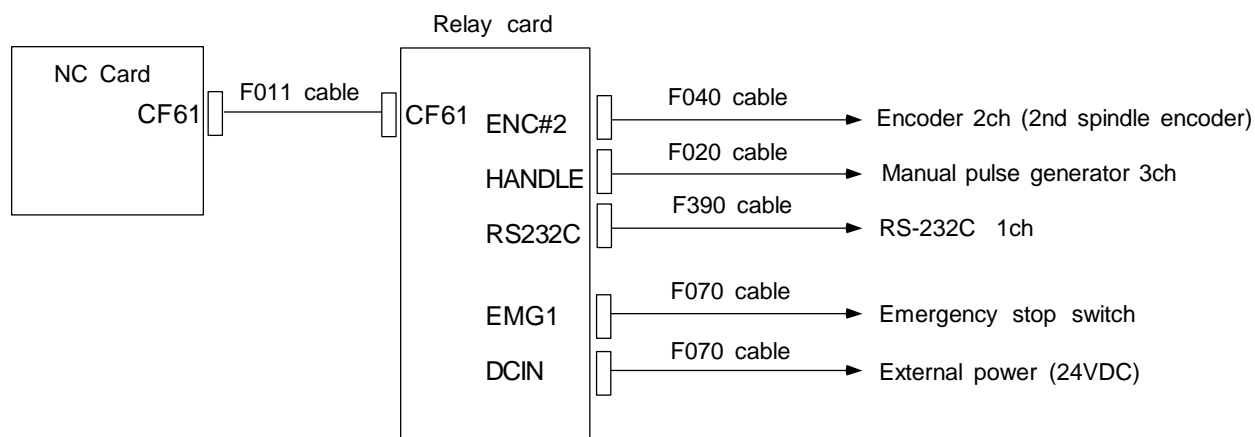 Relay card
NC Card
F011 cable
CF61
CF61
ENC#2
F040 cable
Encoder 2ch (2nd spindle encoder)
HANDLE
F020 cable
Manual pulse generator 3ch
RS232C
F390 cable
RS-232C 1ch
EMG1
F070 cable
Emergency stop switch
DCIN
F070 cable
External power (24VDC)